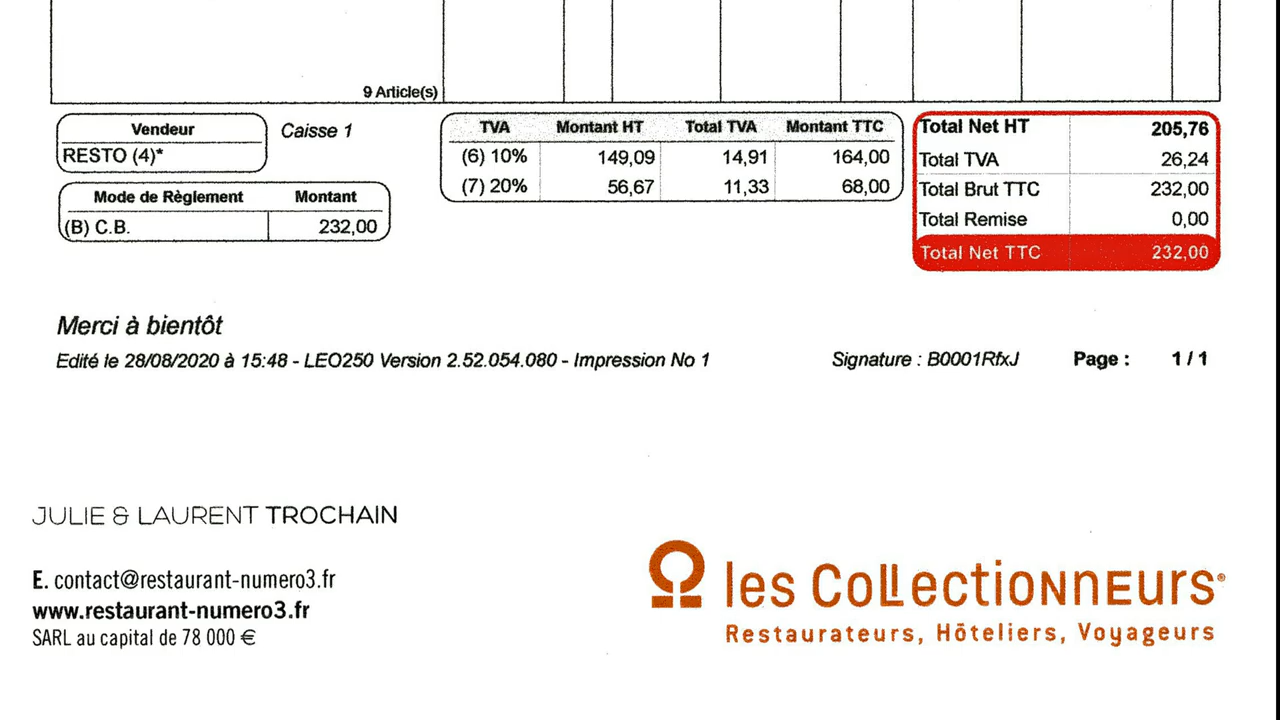 9 Article(s)
Vendeur
RESTO (4)*
Caisse 1
Mode de Règlement Montant
(B) C.B. 232,00
TVA Montant HT Total TVA Montant TTC
(6) 10% 149,09 14,91 164,00
(7) 20% 56,67 11,33 68,00
Total Net HT 205,76
Total TVA 26,24
Total Brut TTC 232,00
Total Remise 0,00
Total Net TTC 232,00
Merci à bientôt
Edité le 28/08/2020 à 15:48 - LEO250 Version 2.52.054.080 - Impression No 1 Signature : B0001RfxJ Page : 1 / 1
JULIE & LAURENT TROCHAIN
E. contact@restaurant-numero3.fr
www.restaurant-numero3.fr
SARL au capital de 78 000 €
les CoLLectioNNEurs®
Restaurateurs, Hôteliers, Voyageurs